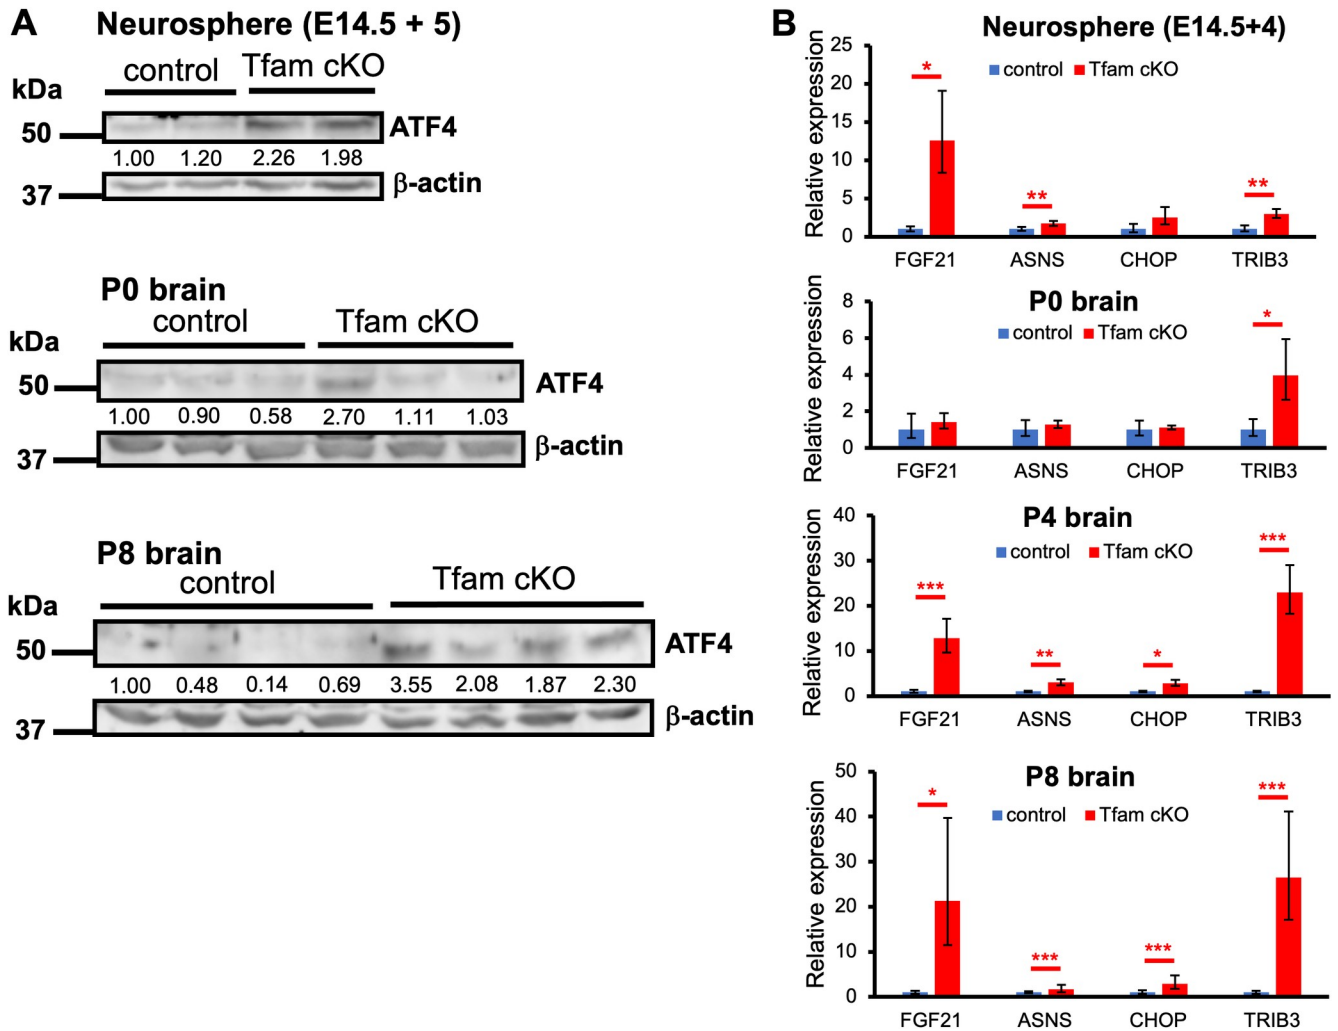 A Neurosphere (E14.5 + 5)
control Tfam cKO
kDa
50 ATF4
1.00 1.20 2.26 1.98
37 β-actin
P0 brain
control Tfam cKO
kDa
50 ATF4
1.00 0.90 0.58 2.70 1.11 1.03
37 β-actin
P8 brain
control Tfam cKO
kDa
50 ATF4
1.00 0.48 0.14 0.69 3.55 2.08 1.87 2.30
37 β-actin
B Neurosphere (E14.5+4)
control Tfam cKO
Relative expression
25
20
15
10
5
0
* ** **
FGF21 ASNS CHOP TRIB3
P0 brain
control Tfam cKO
Relative expression
8
6
4
2
0
*
FGF21 ASNS CHOP TRIB3
P4 brain
control Tfam cKO
Relative expression
40
30
20
10
0
*** ** * ***
FGF21 ASNS CHOP TRIB3
P8 brain
control Tfam cKO
Relative expression
50
40
30
20
10
0
* *** *** ***
FGF21 ASNS CHOP TRIB3